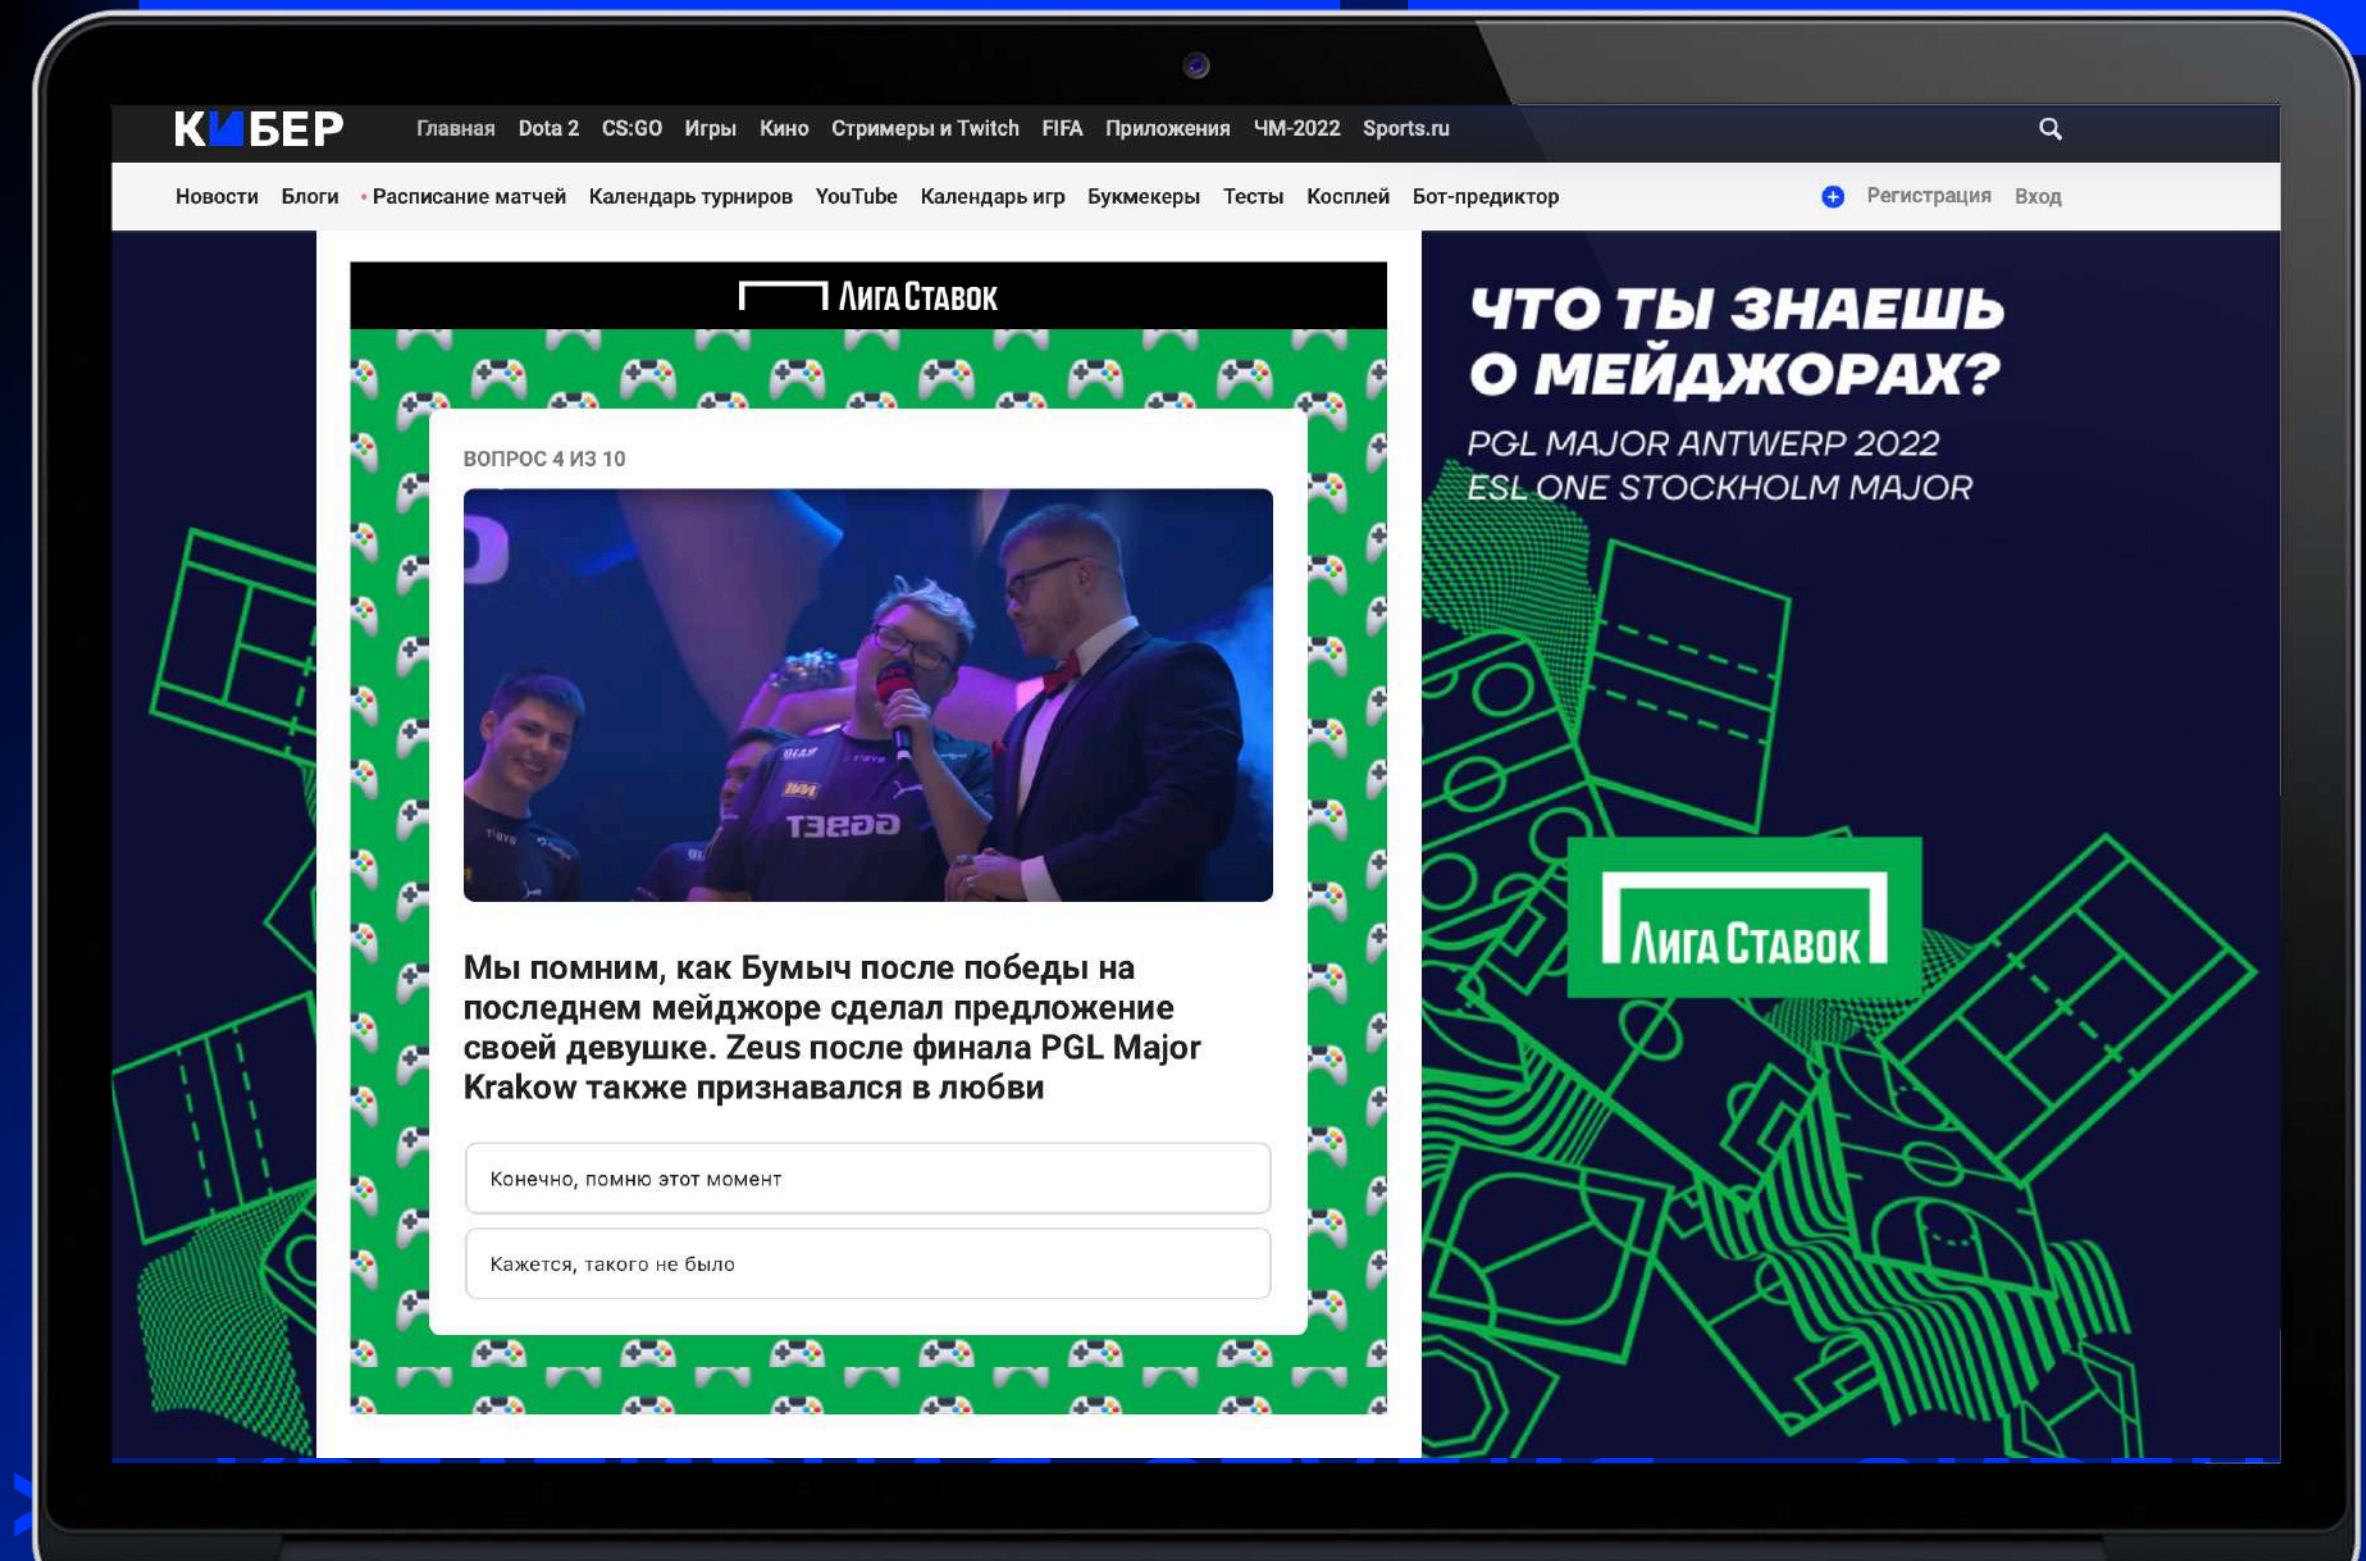 КИБЕР
Главная Dota 2 CS:GO Игры Кино Стримеры и Twitch FIFA Приложения ЧМ-2022 Sports.ru
Новости Блоги • Расписание матчей Календарь турниров YouTube Календарь игр Букмекеры Тесты Косплей Бот-предиктор Регистрация Вход
ЛИГА СТАВОК
ВОПРОС 4 ИЗ 10
GGBET
Мы помним, как Бумыч после победы на
последнем мейджоре сделал предложение
своей девушке. Zeus после финала PGL Major
Krakow также признавался в любви
Конечно, помню этот момент
Кажется, такого не было
ЧТО ТЫ ЗНАЕШЬ
О МЕЙДЖОРАХ?
PGL MAJOR ANTWERP 2022
ESL ONE STOCKHOLM MAJOR
ЛИГА СТАВОК